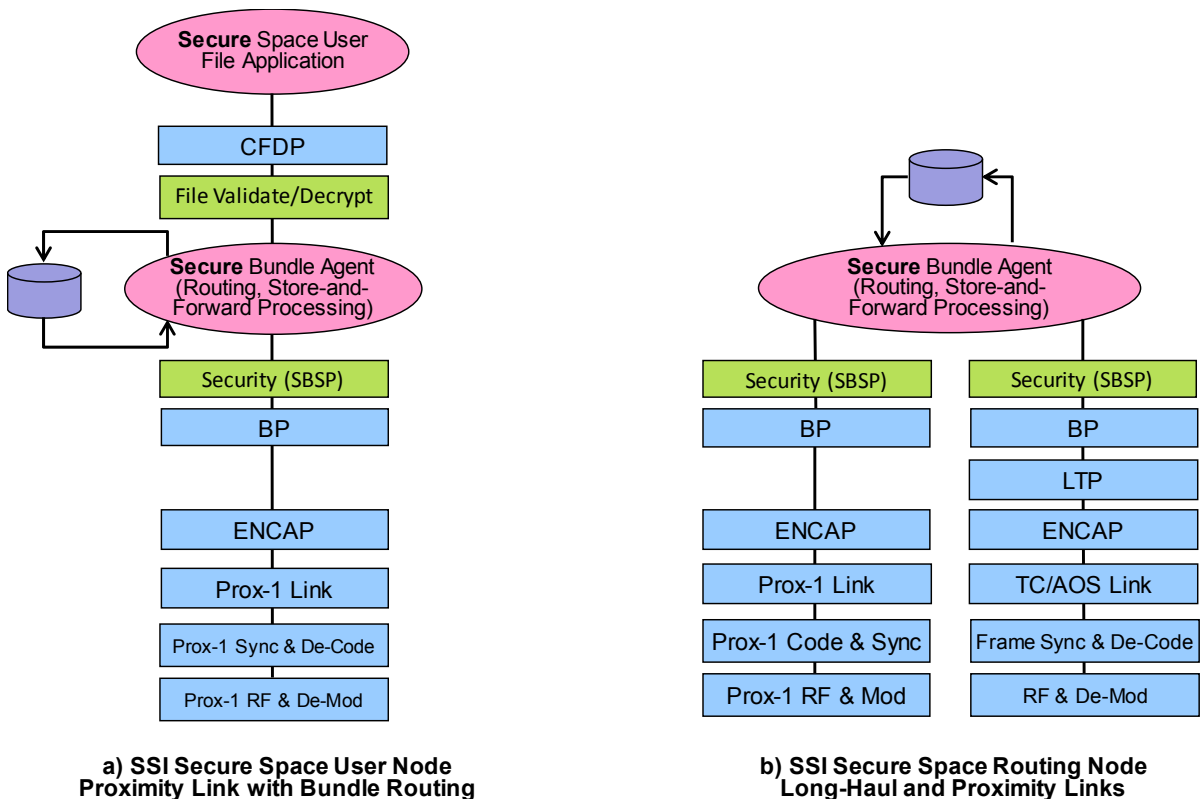 Secure Space User
File Application
CFDP
File Validate/Decrypt
Secure Bundle Agent
(Routing, Store-and-
Forward Processing)
Security (SBSP)
BP
ENCAP
Prox-1 Link
Prox-1 Sync & De-Code
Prox-1 RF & De-Mod
a) SSI Secure Space User Node
Proximity Link with Bundle Routing
Secure Bundle Agent
(Routing, Store-and-
Forward Processing)
Security (SBSP)
BP
ENCAP
Prox-1 Link
Prox-1 Code & Sync
Prox-1 RF & Mod
Security (SBSP)
BP
LTP
ENCAP
TC/AOS Link
Frame Sync & De-Code
RF & De-Mod
b) SSI Secure Space Routing Node
Long-Haul and Proximity Links